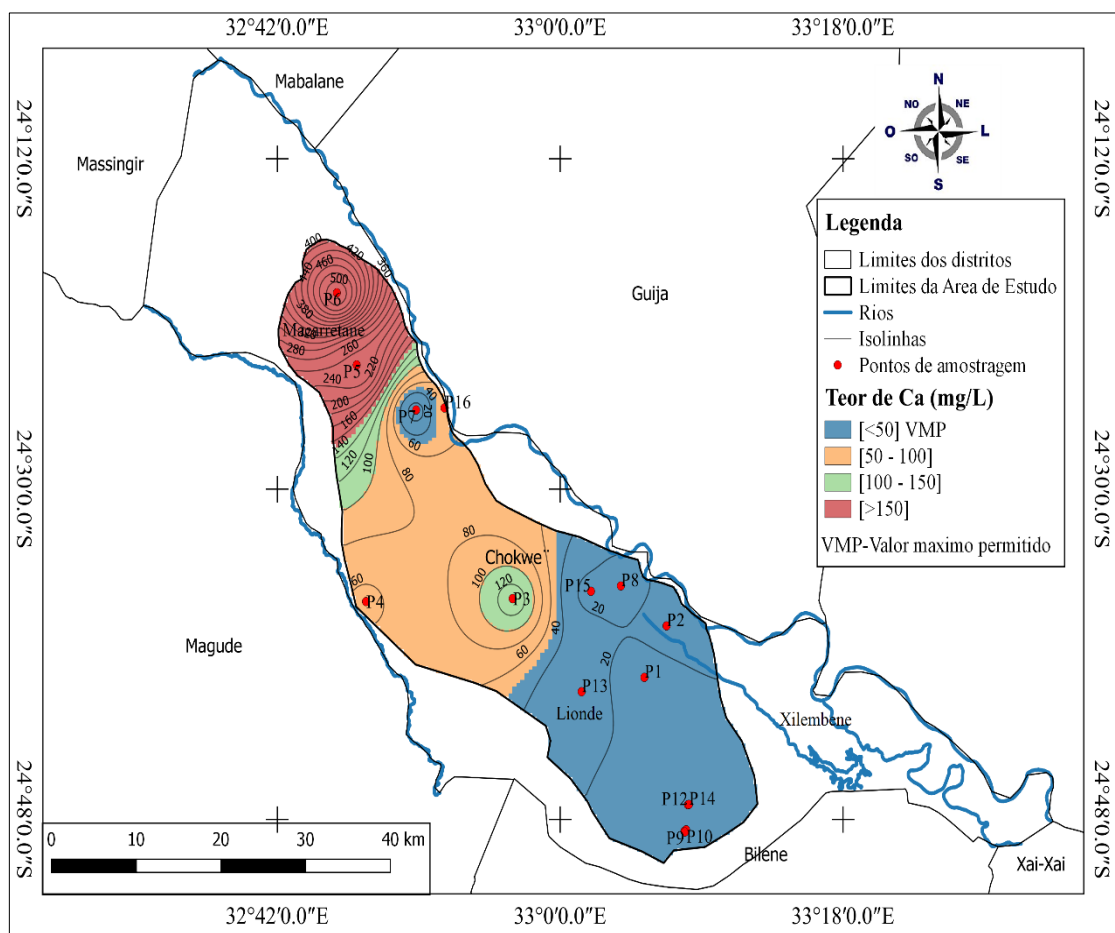 32°42'0.0"E 33°00'0.0"E 33°18'0.0"E
24°12'0.0"S 24°12'0.0"S
24°30'0.0"S 24°30'0.0"S
24°48'0.0"S 24°48'0.0"S
Mabalane
Massingir
Guija
Magude
Bilene
Xai-Xai
Xilembene
N
NO NE
O L
SO SE
S
Legenda
Limites dos distritos
Limites da Area de Estudo
Rios
Isolinhas
Pontos de amostragem
Teor de Ca (mg/L)
[<50] VMP
[50 - 100]
[100 - 150]
[>150]
VMP-Valor maximo permitido
400
420
360
440
460
500
P6
380
Macarretane
280
260
P5
220
240
200
160
140
120
100
40
P7
20
P16
60
80
80
Chokwe
100
120
P3
60
P4
60
40
P15
P8
20
P2
20
P1
P13
Lionde
P12 P14
P9 P10
0 10 20 30 40 km
32°42'0.0"E 33°00'0.0"E 33°18'0.0"E